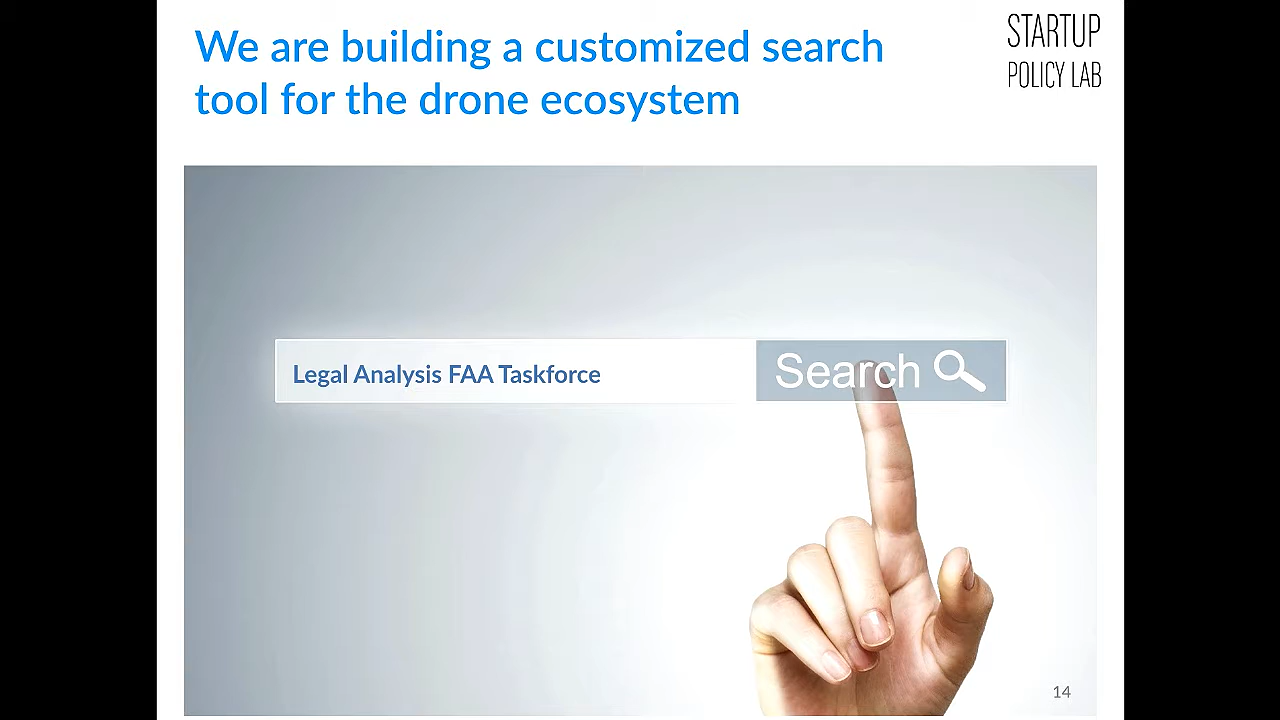 We are building a customized search
tool for the drone ecosystem
STARTUP
POLICY LAB
Legal Analysis FAA Taskforce
Search
14